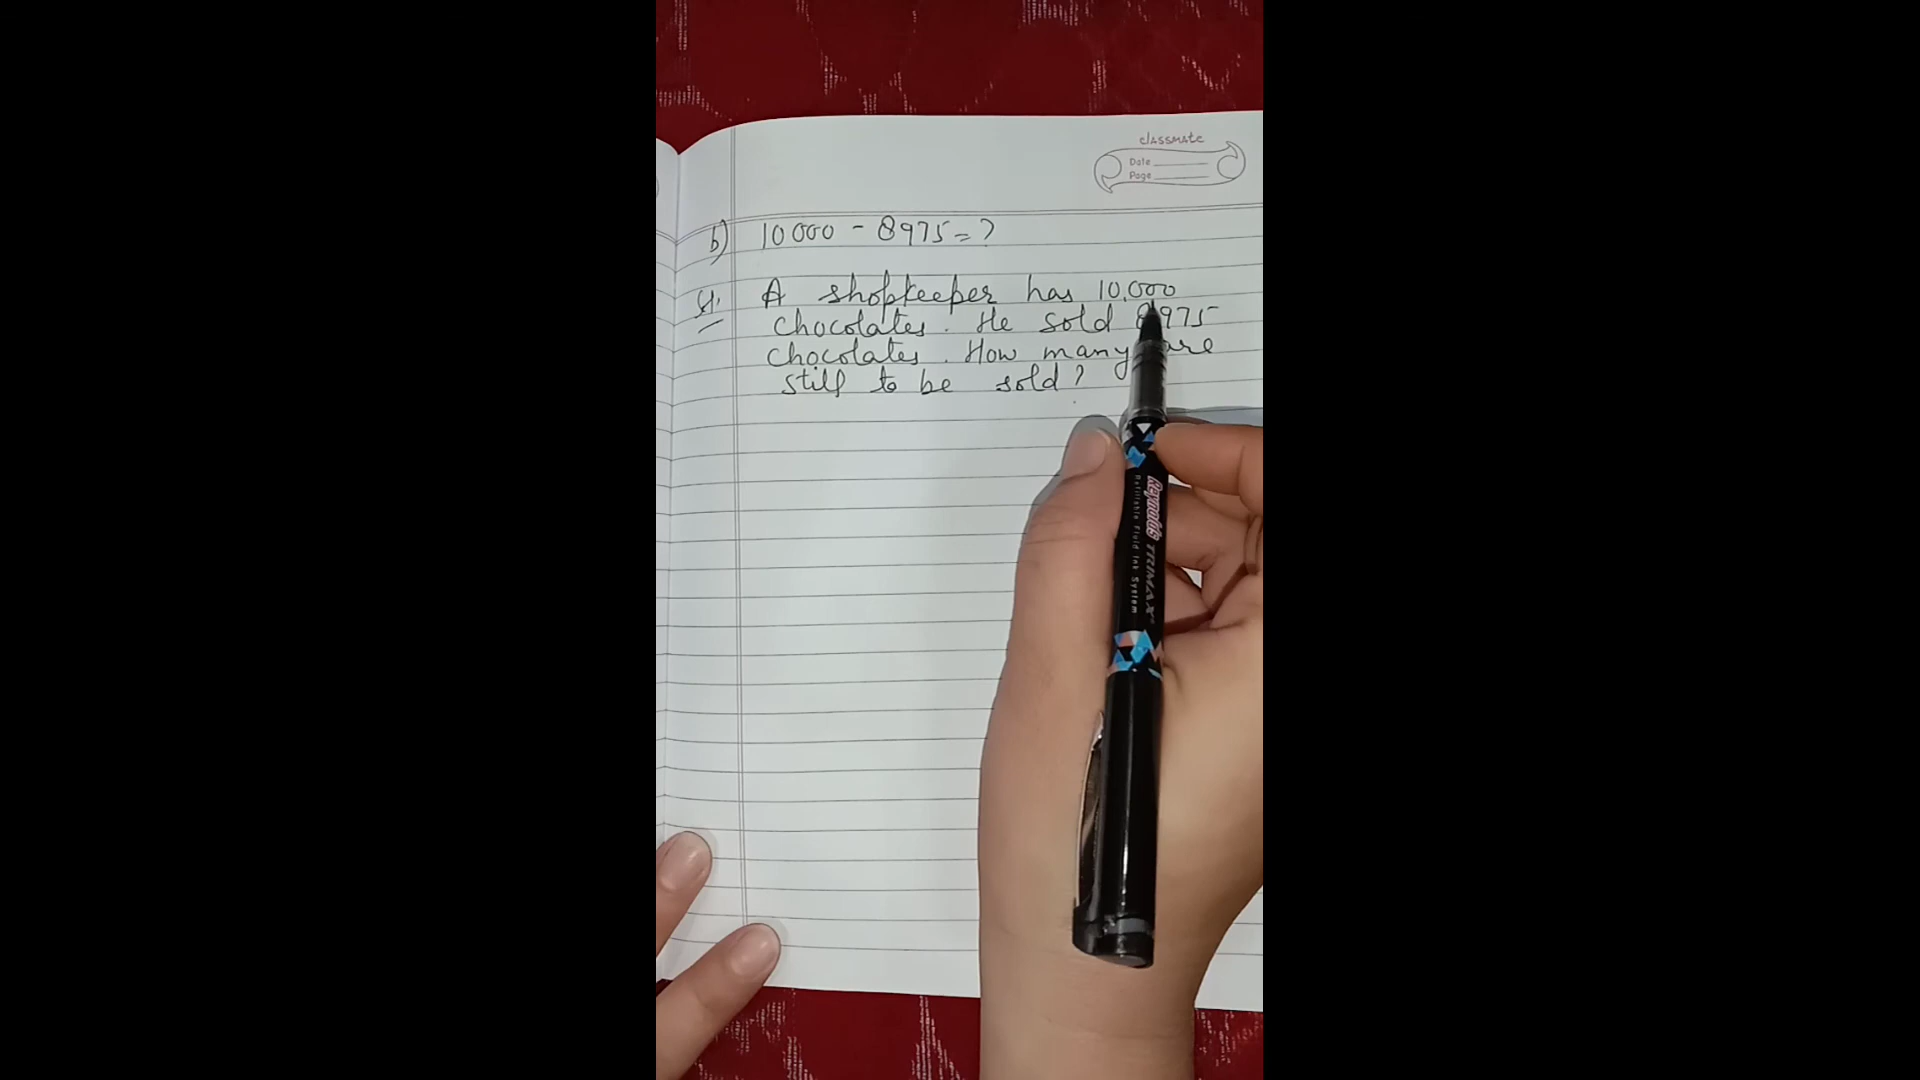 classmate
Date
Page
b) 10000 - 8975 = ?
A shopkeeper has 10,000
chocolates. He sold 8975
chocolates. How many are
still to be sold?
Reynolds TRIMAX
Refillable Fluid Ink System